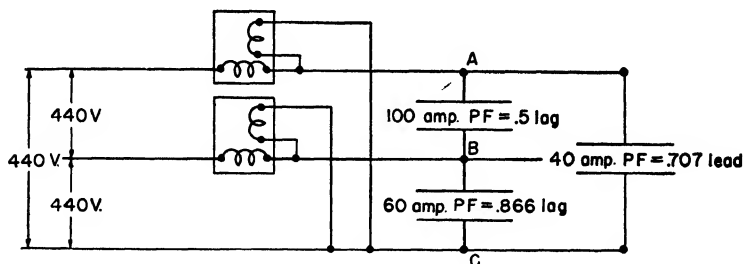 A
440V
100 amp. PF = .5 lag
440 V.
B
40 amp. PF = .707 lead
440V.
60 amp. PF = .866 lag
C